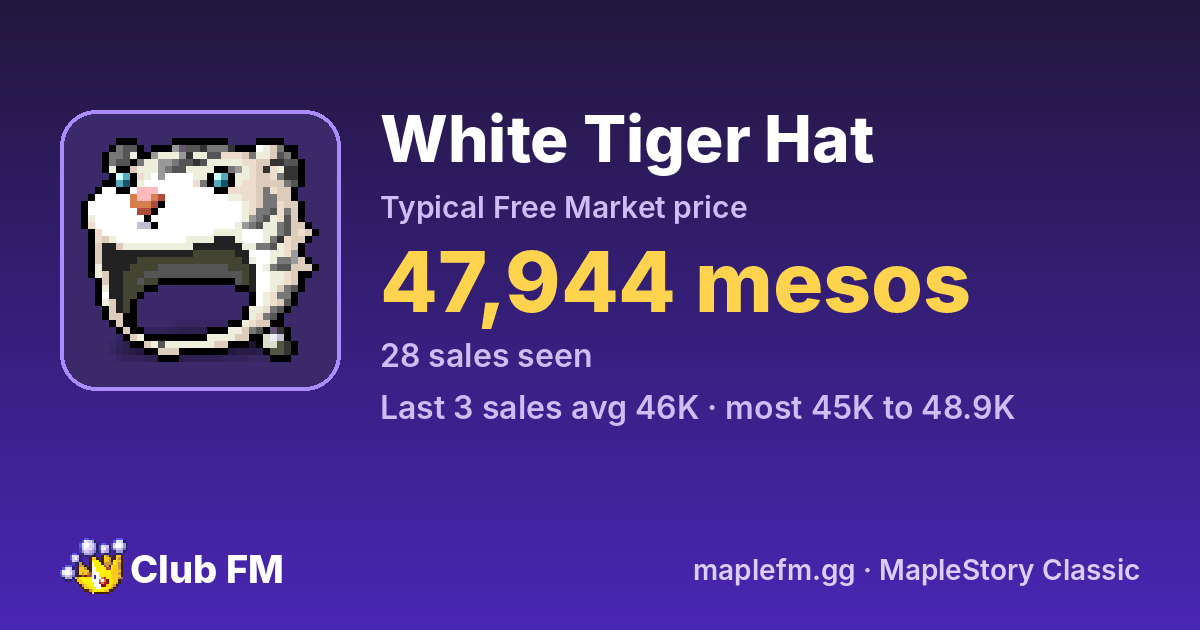 White Tiger Hat
Typical Free Market price
47,944 mesos
28 sales seen
Last 3 sales avg 46K · most 45K to 48.9K
Club FM
maplefm.gg · MapleStory Classic